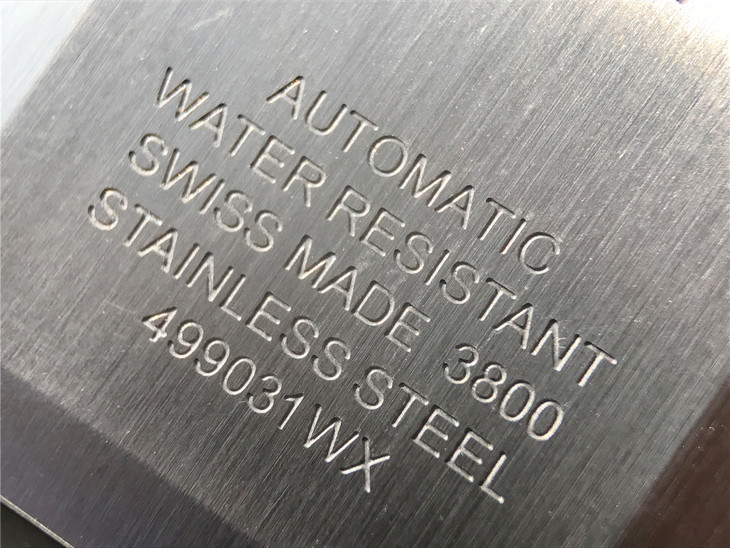 AUTOMATIC
WATER RESISTANT
SWISS MADE 3800
STAINLESS STEEL
499031WX